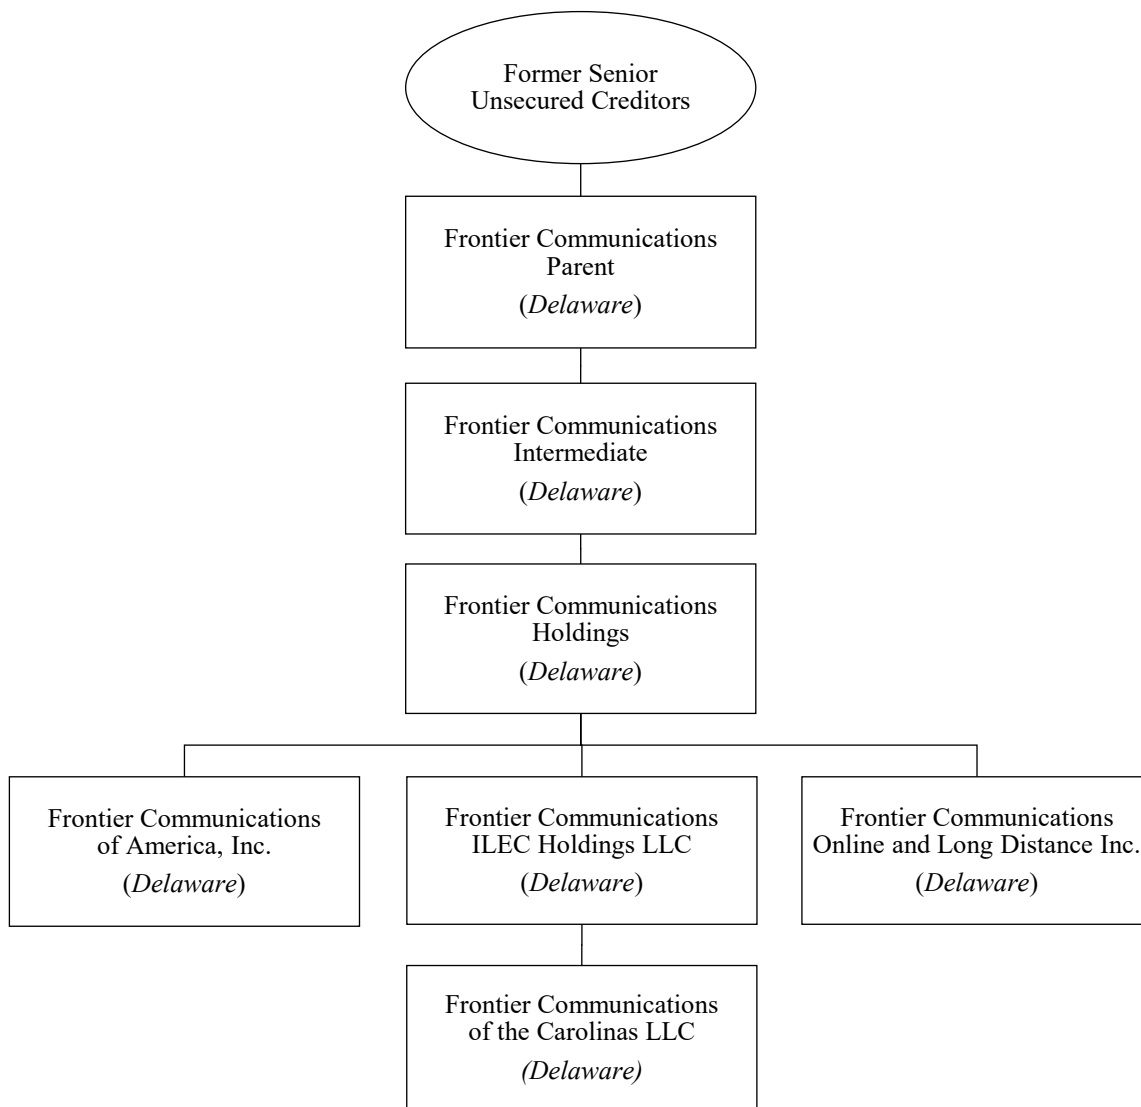 Former Senior
Unsecured Creditors
Frontier Communications
Parent
(Delaware)
Frontier Communications
Intermediate
(Delaware)
Frontier Communications
Holdings
(Delaware)
Frontier Communications
of America, Inc.
(Delaware)
Frontier Communications
ILEC Holdings LLC
(Delaware)
Frontier Communications
Online and Long Distance Inc.
(Delaware)
Frontier Communications
of the Carolinas LLC
(Delaware)